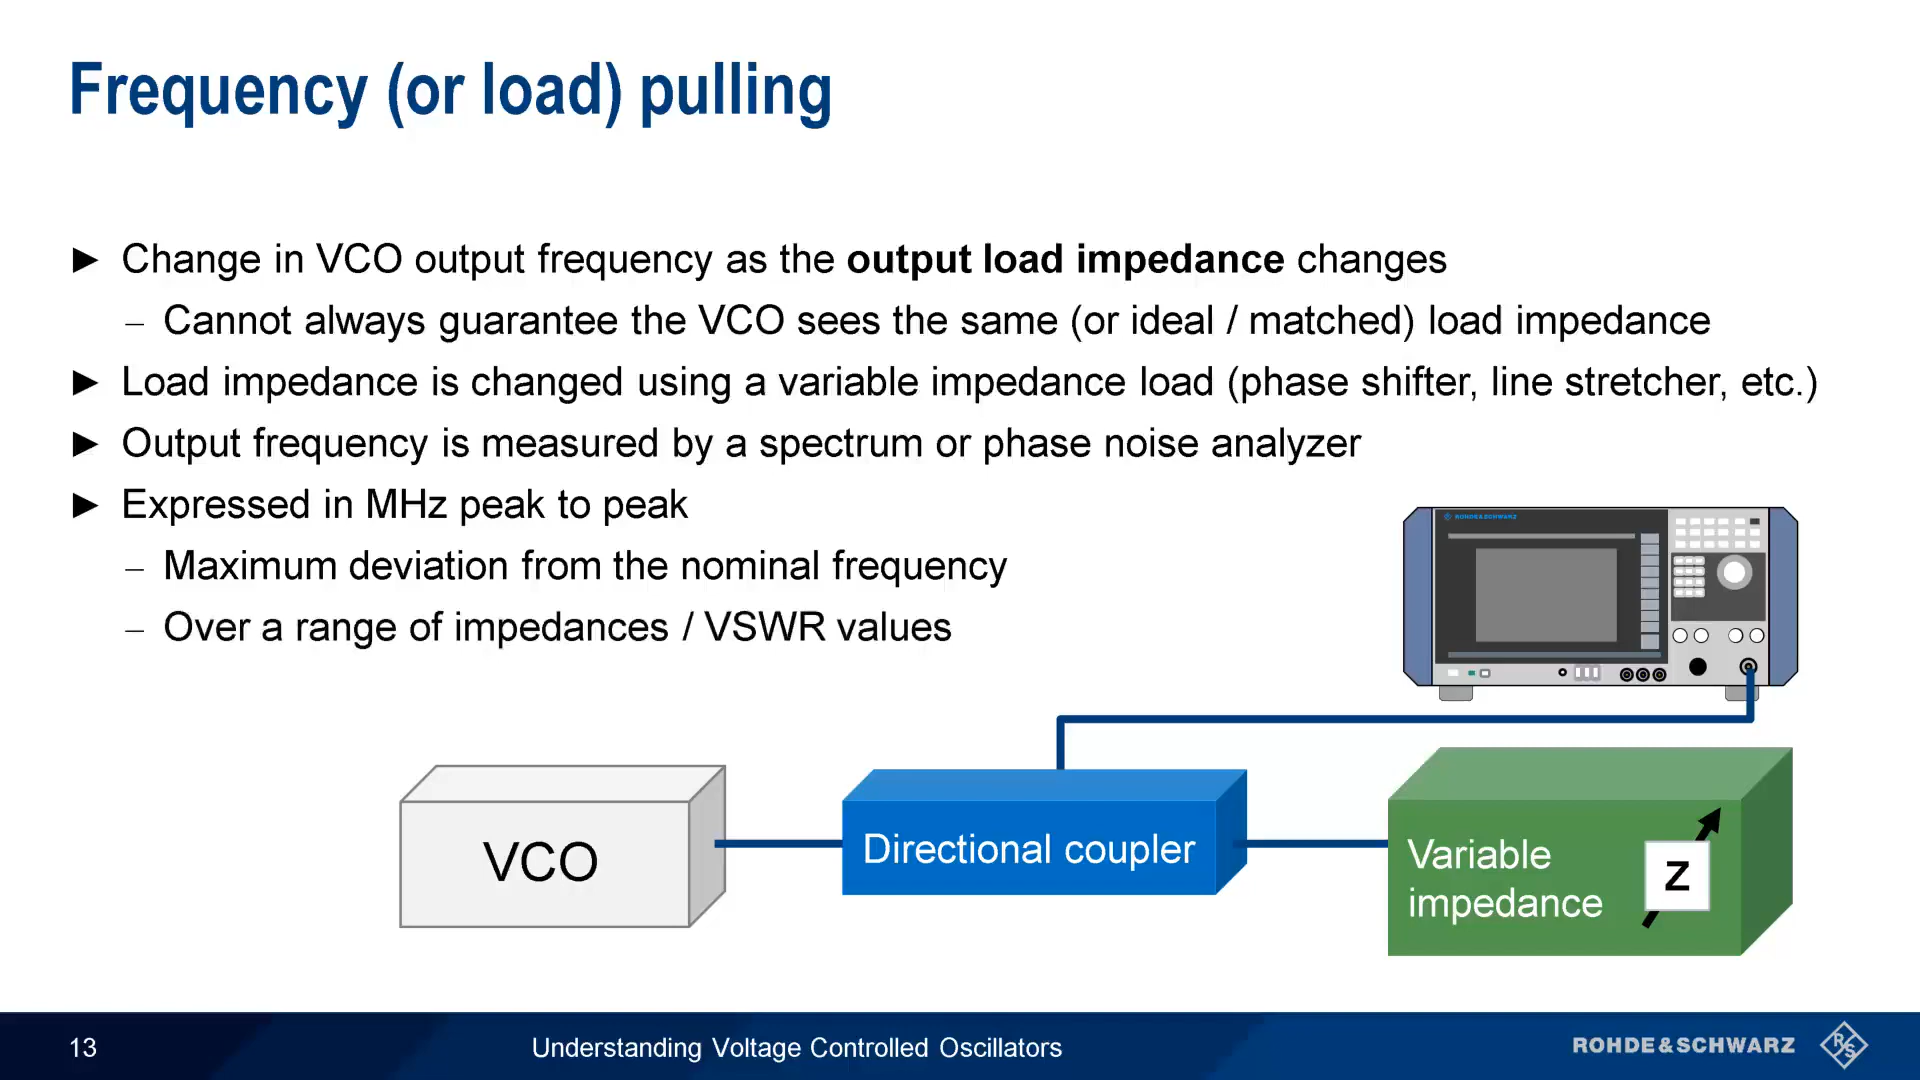 Frequency (or load) pulling
► Change in VCO output frequency as the output load impedance changes
– Cannot always guarantee the VCO sees the same (or ideal / matched) load impedance
► Load impedance is changed using a variable impedance load (phase shifter, line stretcher, etc.)
► Output frequency is measured by a spectrum or phase noise analyzer
► Expressed in MHz peak to peak
– Maximum deviation from the nominal frequency
– Over a range of impedances / VSWR values
ROHDE&SCHWARZ
VCO
Directional coupler
Variable
impedance
Z
13
Understanding Voltage Controlled Oscillators
ROHDE&SCHWARZ
R&S